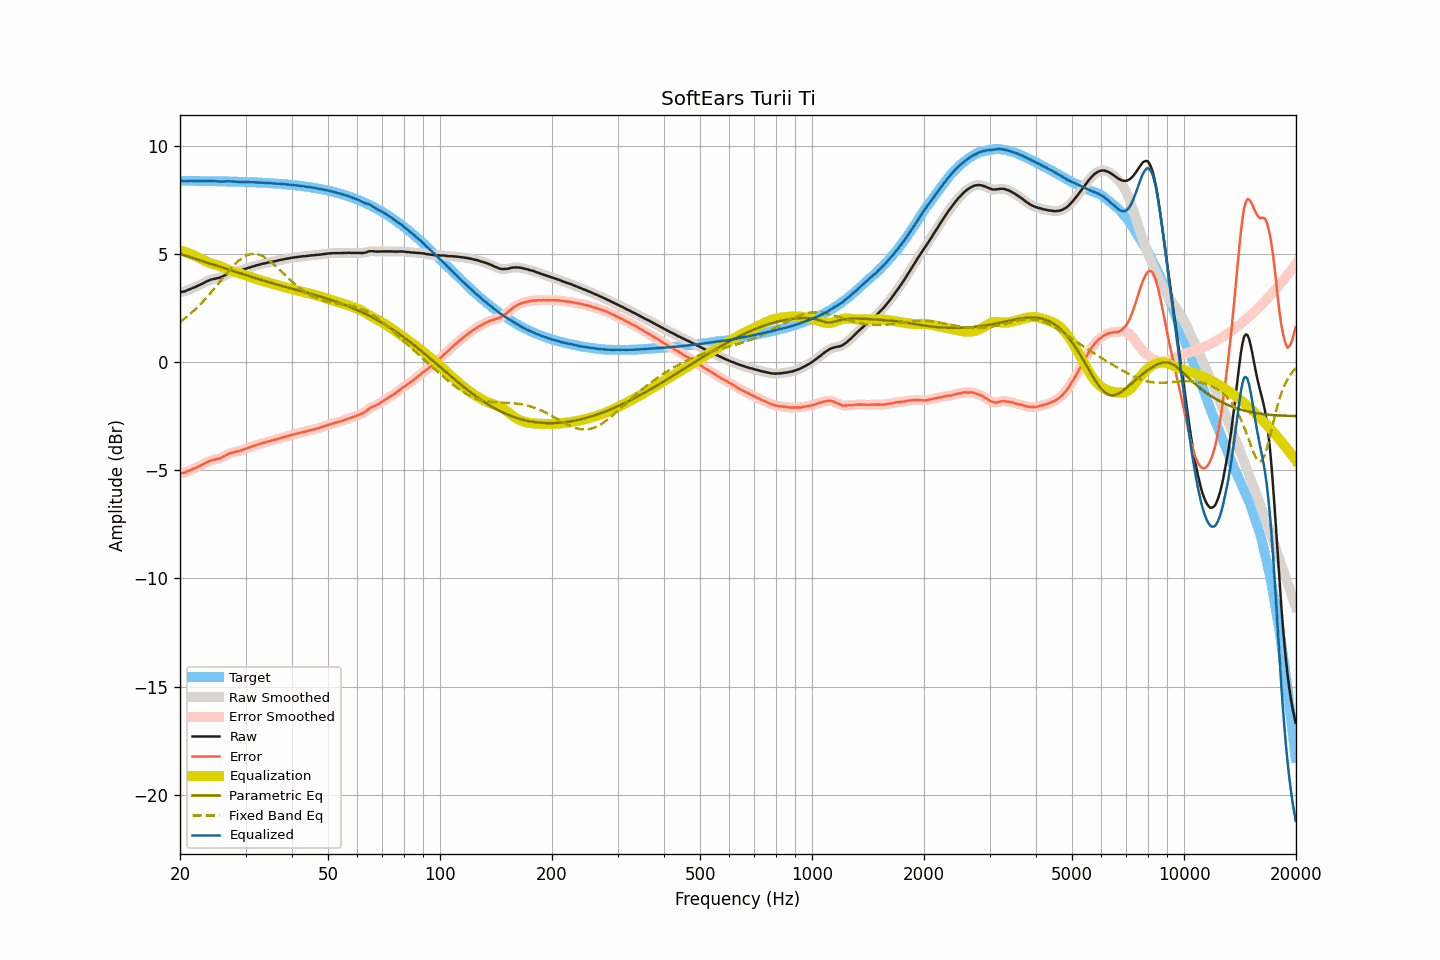 SoftEars Turii Ti
10
5
0
−5
−10
−15
−20
Amplitude (dBr)
Target
Raw Smoothed
Error Smoothed
Raw
Error
Equalization
Parametric Eq
Fixed Band Eq
Equalized
20 50 100 200 500 1000 2000 5000 10000 20000
Frequency (Hz)